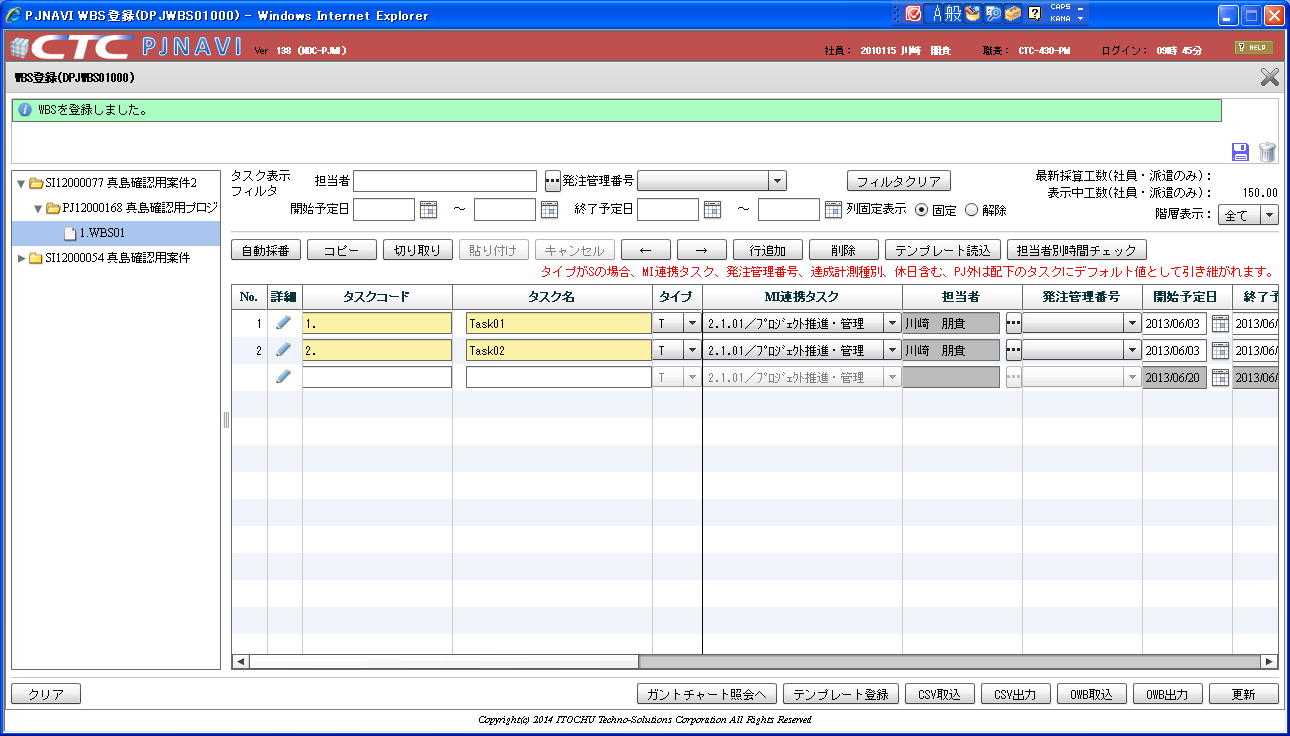 PJNAVI WBS登録(DPJWBS01000) - Windows Internet Explorer
A 般 CAPS KANA
CTC PJNAVI Ver 138 (NDC-PJM) 社員： 2010115 川崎 朋貴 職責： CTC-430-PM ログイン： 09時 45分 HELP
WBS登録(DPJWBS01000)
WBSを登録しました。
SI12000077 真島確認用案件2
PJ12000168 真島確認用プロジ
1.WBS01
SI12000054 真島確認用案件
タスク表示フィルタ 担当者 発注管理番号 フィルタクリア 最新採算工数(社員・派遣のみ)：
表示中工数(社員・派遣のみ)： 150.00
開始予定日 ～ 終了予定日 ～ 列固定表示 固定 解除 階層表示： 全て
自動採番 コピー 切り取り 貼り付け キャンセル ← → 行追加 削除 テンプレート読込 担当者別時間チェック
タイプがSの場合、MI連携タスク、発注管理番号、達成計測種別、休日含む、PJ外は配下のタスクにデフォルト値として引き継がれます。
No. 詳細 タスクコード タスク名 タイプ MI連携タスク 担当者 発注管理番号 開始予定日 終了予
1 1. Task01 T 2.1.01／ﾌﾟﾛｼﾞｪｸﾄ推進・管理 川崎 朋貴 2013/06/03 2013/06/
2 2. Task02 T 2.1.01／ﾌﾟﾛｼﾞｪｸﾄ推進・管理 川崎 朋貴 2013/06/03 2013/06/
T 2.1.01／ﾌﾟﾛｼﾞｪｸﾄ推進・管理 2013/06/20 2013/06/
クリア ガントチャート照会へ テンプレート登録 CSV取込 CSV出力 OWB取込 OWB出力 更新
Copyright(c) 2014 ITOCHU Techno-Solutions Corporation All Rights Reserved